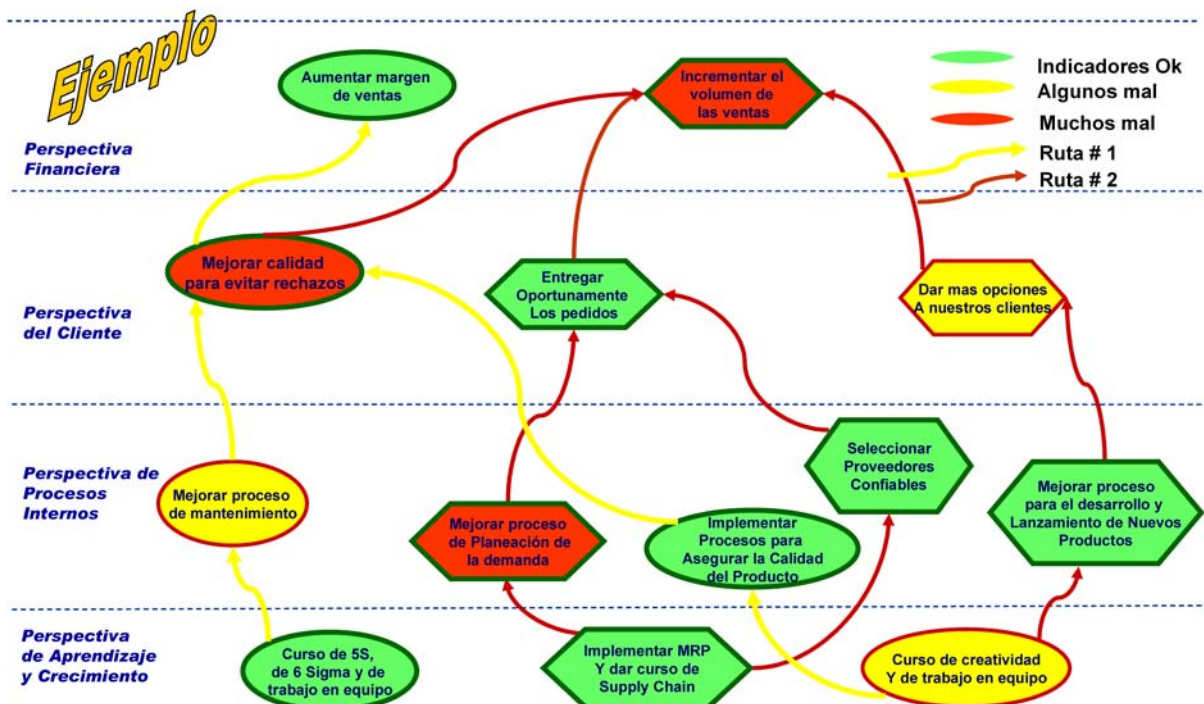 Ejemplo
Aumentar margen
de ventas
Incrementar el
volumen de
las ventas
Indicadores Ok
Algunos mal
Muchos mal
Ruta # 1
Ruta # 2
Perspectiva
Financiera
Mejorar calidad
para evitar rechazos
Entregar
Oportunamente
Los pedidos
Dar mas opciones
A nuestros clientes
Perspectiva
del Cliente
Seleccionar
Proveedores
Confiables
Perspectiva de
Procesos
Internos
Mejorar proceso
de mantenimiento
Mejorar proceso
de Planeación de
la demanda
Implementar
Procesos para
Asegurar la Calidad
del Producto
Mejorar proceso
para el desarrollo y
Lanzamiento de Nuevos
Productos
Perspectiva
de Aprendizaje
y Crecimiento
Curso de 5S,
de 6 Sigma y de
trabajo en equipo
Implementar MRP
Y dar curso de
Supply Chain
Curso de creatividad
Y de trabajo en equipo